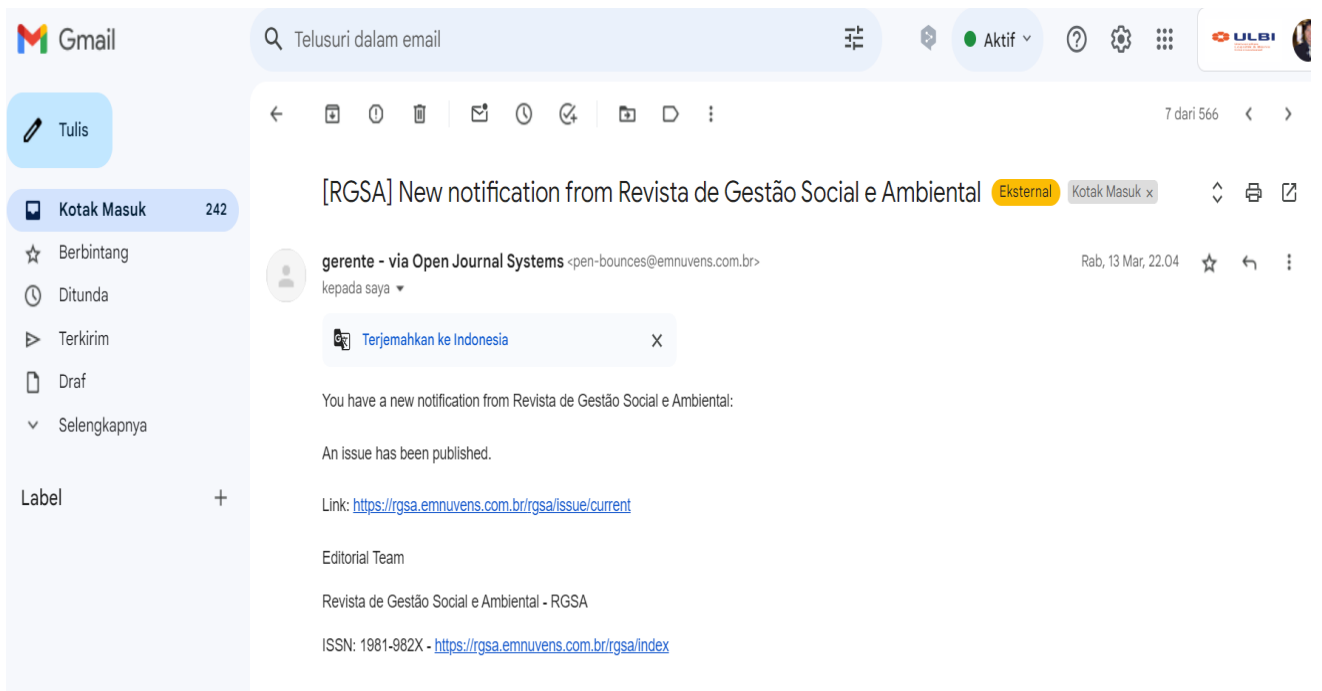 Gmail
Telusuri dalam email
Aktif
ULBI
Tulis
7 dari 566
Kotak Masuk 242
Berbintang
Ditunda
Terkirim
Draf
Selengkapnya
Label
[RGSA] New notification from Revista de Gestão Social e Ambiental Eksternal Kotak Masuk x
gerente - via Open Journal Systems <pen-bounces@emnuvens.com.br> Rab, 13 Mar, 22.04
kepada saya
Terjemahkan ke Indonesia X
You have a new notification from Revista de Gestão Social e Ambiental:
An issue has been published.
Link: https://rgsa.emnuvens.com.br/rgsa/issue/current
Editorial Team
Revista de Gestão Social e Ambiental - RGSA
ISSN: 1981-982X - https://rgsa.emnuvens.com.br/rgsa/index